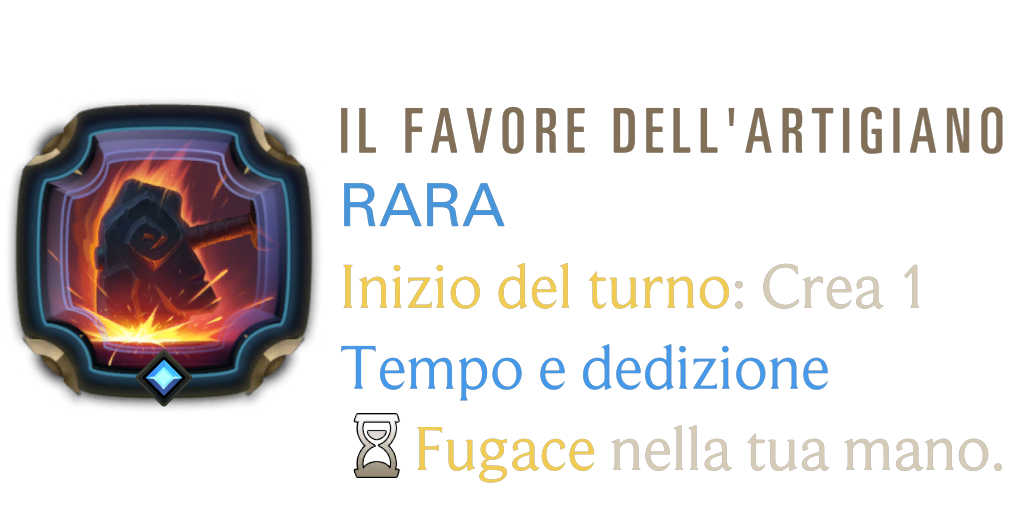 IL FAVORE DELL'ARTIGIANO
RARA
Inizio del turno: Crea 1
Tempo e dedizione
Fugace nella tua mano.